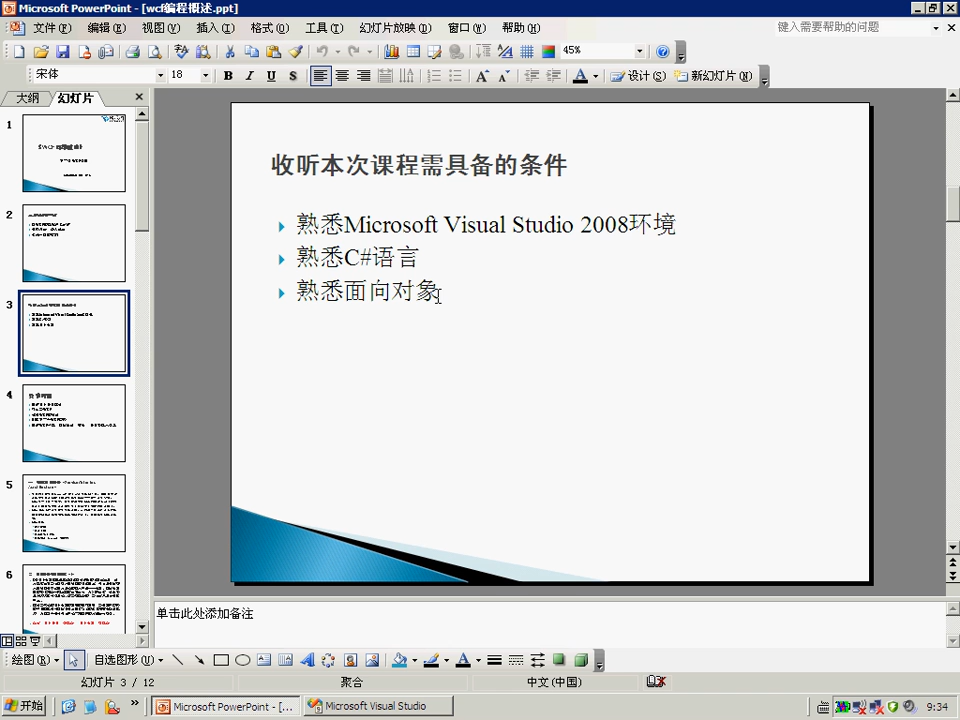 Microsoft PowerPoint - [wcf编程概述.ppt]
文件(F) 编辑(E) 视图(V) 插入(I) 格式(O) 工具(T) 幻灯片放映(D) 窗口(W) 帮助(H) 键入需要帮助的问题
45%
宋体 18 B I U S A A A 设计(S) 新幻灯片(N)
大纲 幻灯片
1
2
3
4
5
6
收听本次课程需具备的条件
熟悉Microsoft Visual Studio 2008环境
熟悉C#语言
熟悉面向对象
单击此处添加备注
绘图(R) 自选图形(U)
幻灯片 3 / 12 聚合 中文(中国)
开始 Microsoft PowerPoint - [... Microsoft Visual Studio 9:34